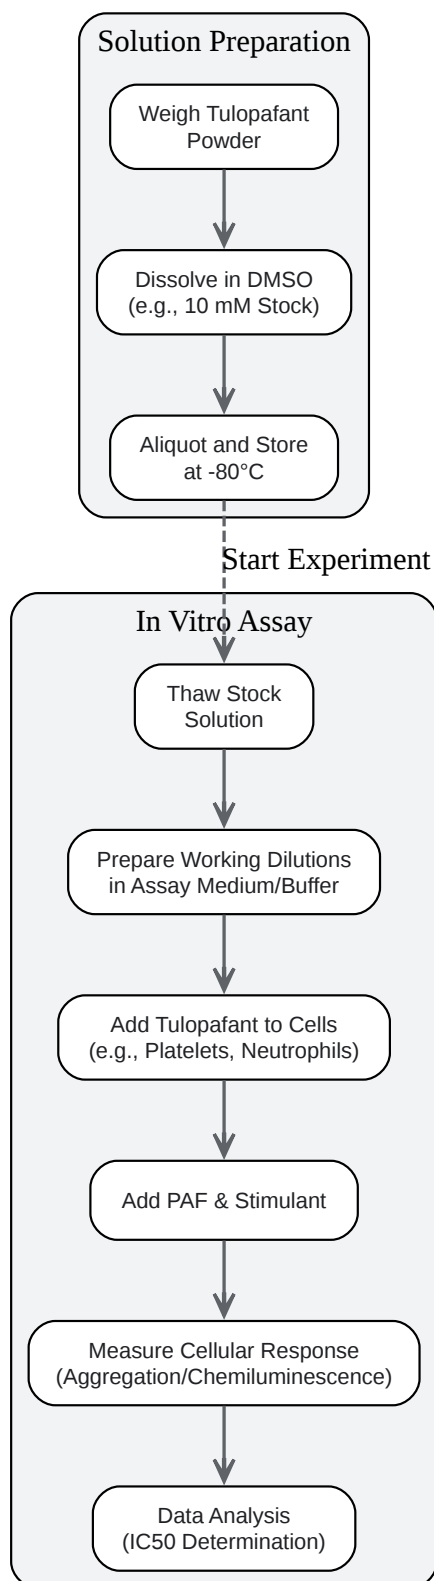 Solution Preparation
Weigh Tulopafant
Powder
Dissolve in DMSO
(e.g., 10 mM Stock)
Aliquot and Store
at -80°C
Start Experiment
In Vitro Assay
Thaw Stock
Solution
Prepare Working Dilutions
in Assay Medium/Buffer
Add Tulopafant to Cells
(e.g., Platelets, Neutrophils)
Add PAF & Stimulant
Measure Cellular Response
(Aggregation/Chemiluminescence)
Data Analysis
(IC50 Determination)